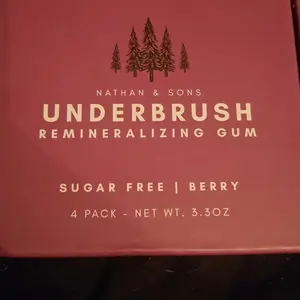 NATHAN & SONS
UNDERBRUSH
REMINERALIZING GUM
SUGAR FREE | BERRY
4 PACK - NET WT. 3.3OZ